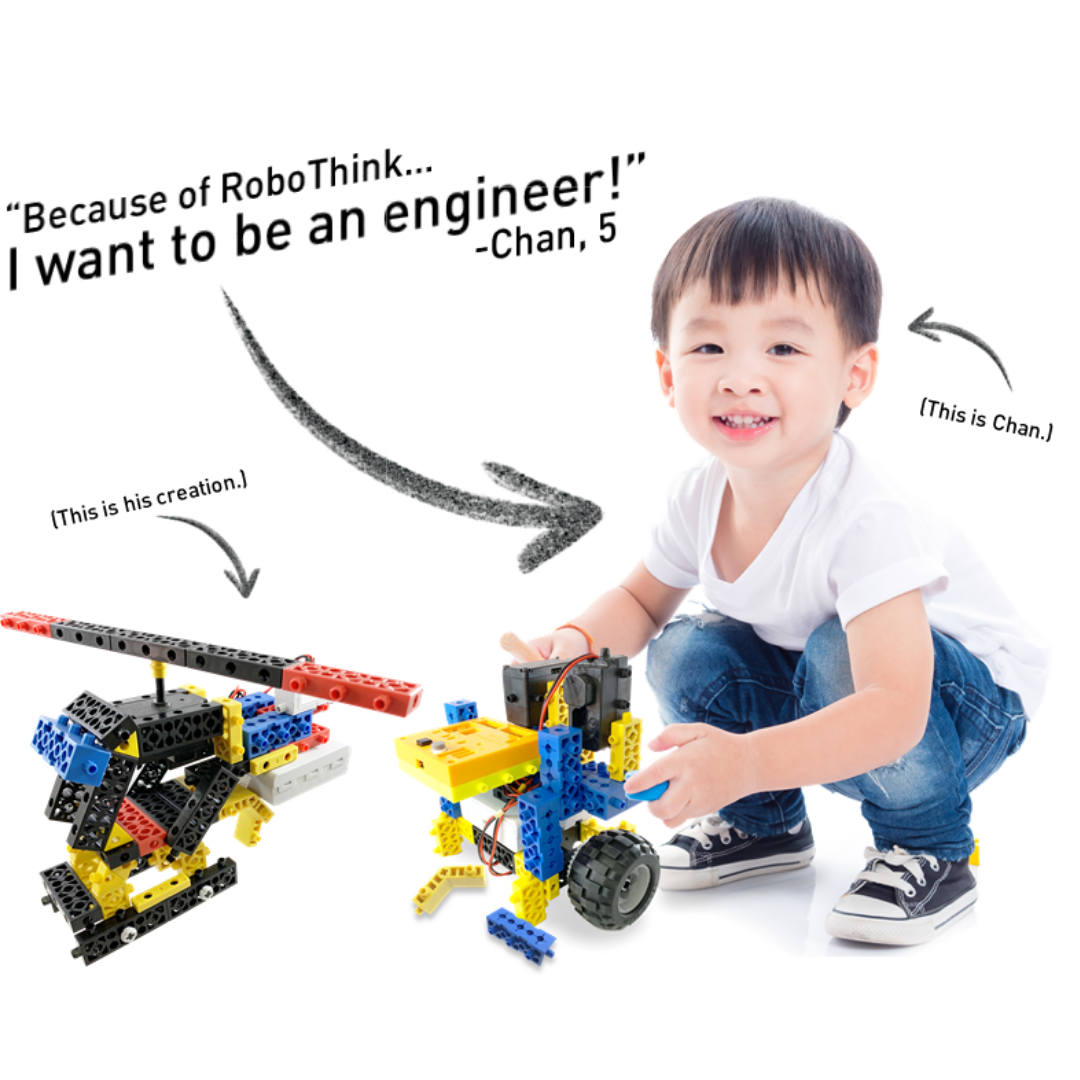 “Because of RoboThink...
I want to be an engineer!”
-Chan, 5
(This is Chan.)
(This is his creation.)